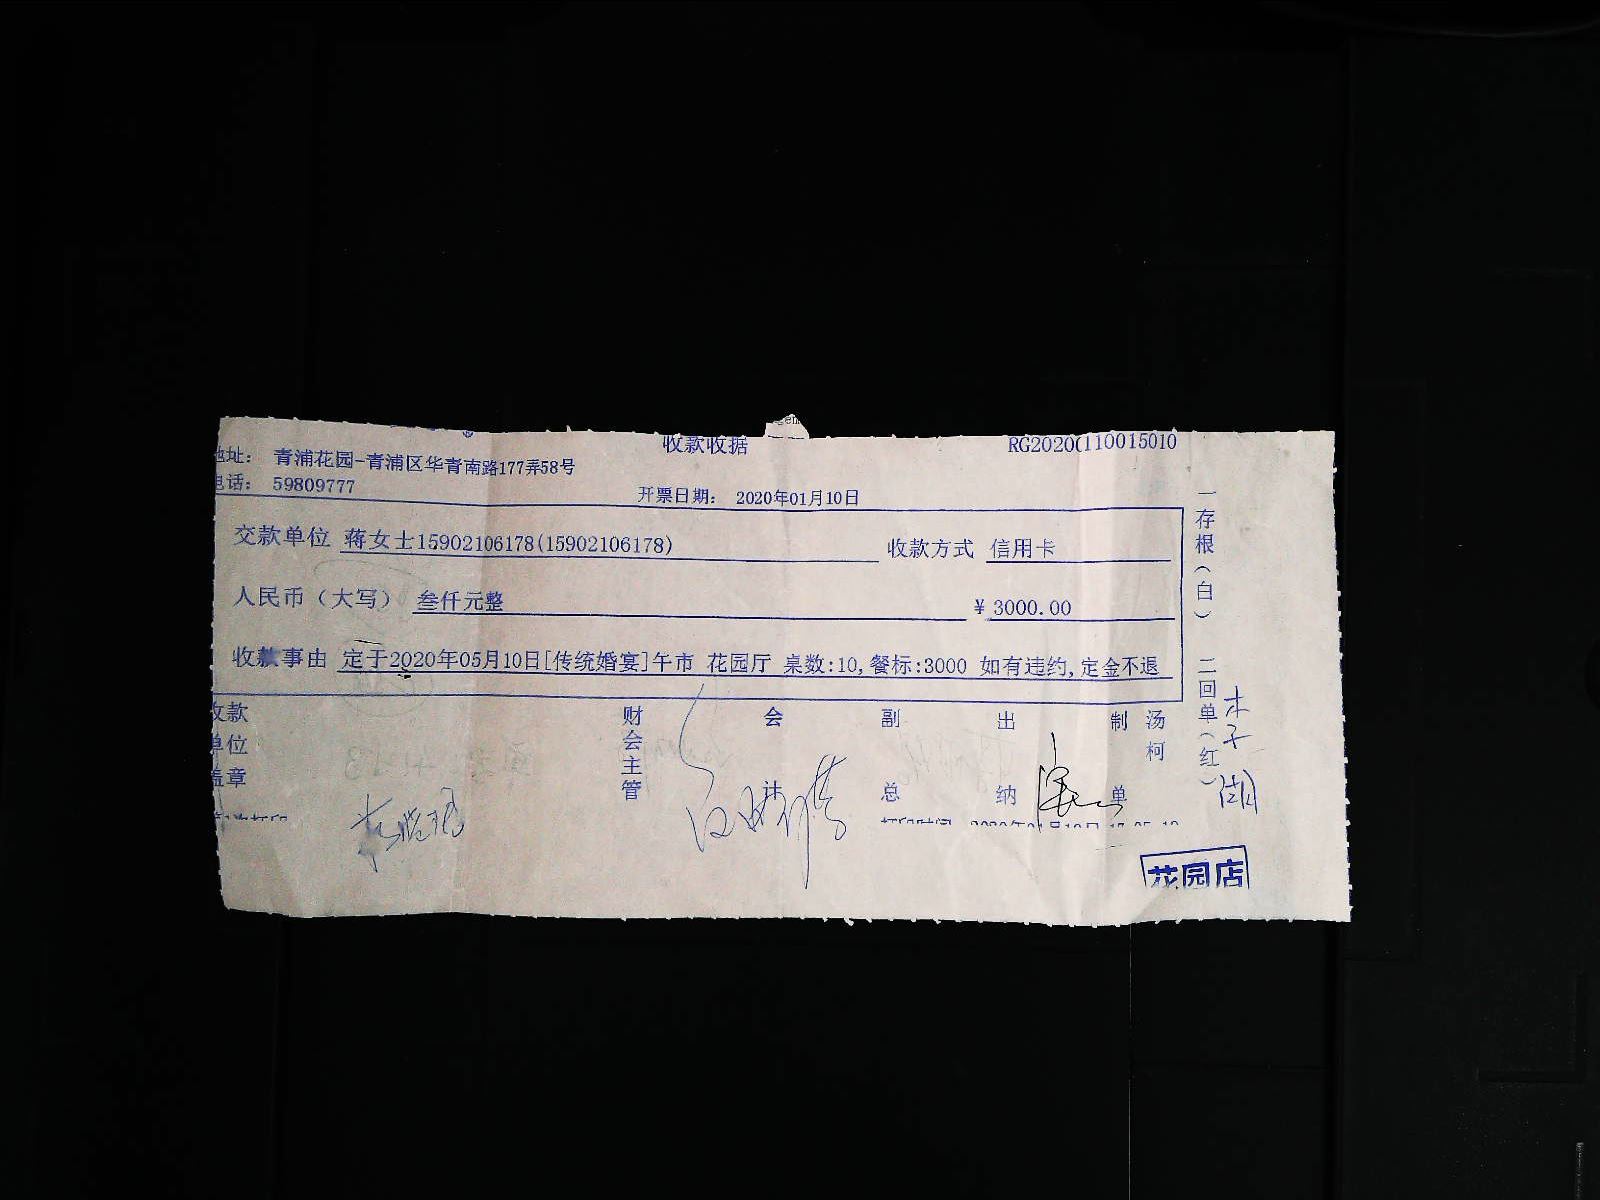 收款收据
RG20200110015010
地址： 青浦花园-青浦区华青南路177弄58号
电话： 59809777
开票日期： 2020年01月10日
交款单位 蒋女士15902106178(15902106178) 收款方式 信用卡
人民币（大写） 叁仟元整 ¥ 3000.00
收款事由 定于2020年05月10日[传统婚宴]午市 花园厅 桌数:10,餐标:3000 如有违约,定金不退
收款单位盖章
财会主管
会计
副总
出纳
制单
汤柯
一存根（白）
二回单（红）
花园店